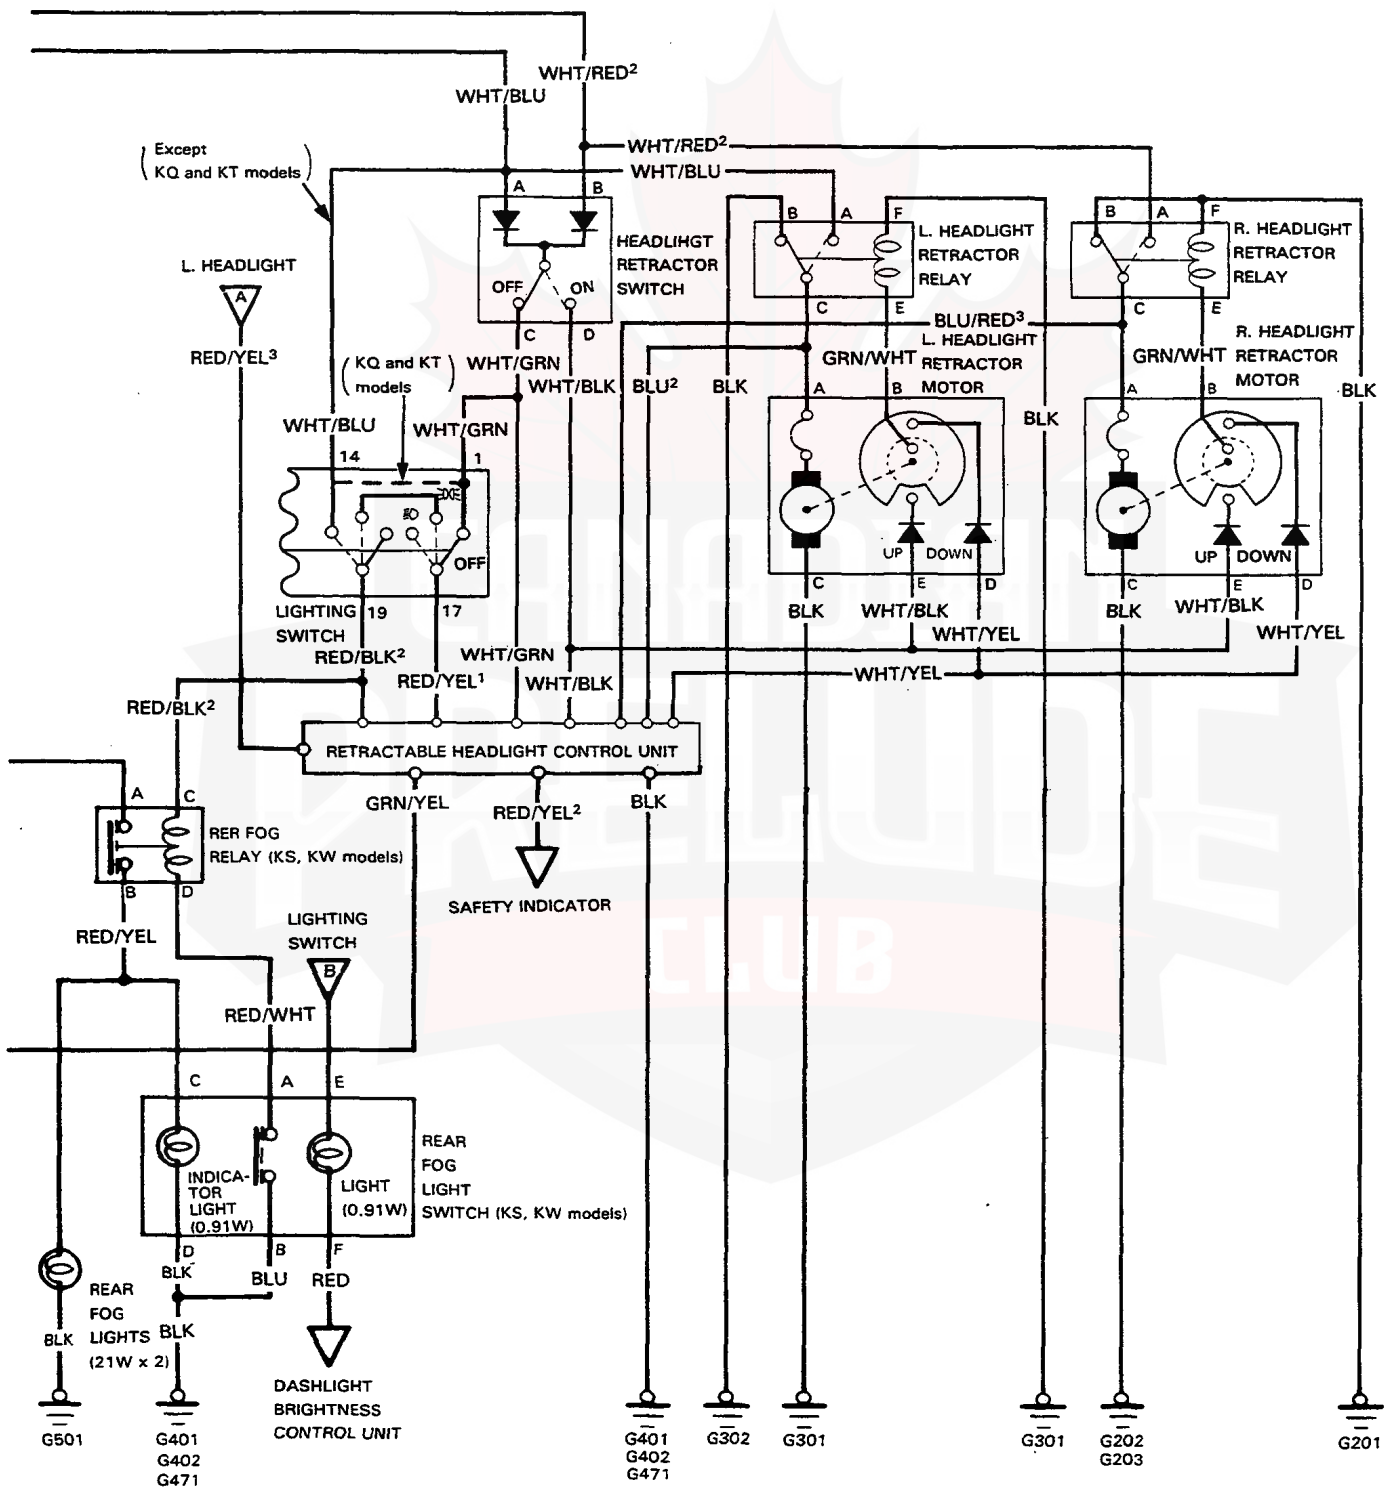 WHT/RED2
WHT/BLU
WHT/RED2
WHT/BLU
Except
KQ and KT models
A
B
HEADLIHGT
RETRACTOR
SWITCH
OFF
ON
C
D
B
A
F
L. HEADLIGHT
RETRACTOR
RELAY
C
E
B
A
F
R. HEADLIGHT
RETRACTOR
RELAY
C
E
L. HEADLIGHT
A
RED/YEL3
WHT/GRN
WHT/BLK
BLU2
BLK
BLU/RED3
GRN/WHT
L. HEADLIGHT
RETRACTOR
MOTOR
GRN/WHT
R. HEADLIGHT
RETRACTOR
MOTOR
BLK
BLK
KQ and KT
models
WHT/BLU
WHT/GRN
14
1
OFF
LIGHTING
SWITCH
19
17
A
B
UP
DOWN
C
E
D
A
B
UP
DOWN
C
E
D
BLK
WHT/BLK
WHT/YEL
BLK
WHT/BLK
WHT/YEL
RED/BLK2
RED/YEL1
WHT/GRN
WHT/BLK
WHT/YEL
RED/BLK2
RETRACTABLE HEADLIGHT CONTROL UNIT
GRN/YEL
RED/YEL2
BLK
SAFETY INDICATOR
A
C
RER FOG
RELAY (KS, KW models)
B
D
RED/YEL
LIGHTING
SWITCH
B
RED/WHT
C
A
E
INDICA-
TOR
LIGHT
(0.91W)
LIGHT
(0.91W)
REAR
FOG
LIGHT
SWITCH (KS, KW models)
D
B
F
BLK
BLU
RED
REAR
FOG
LIGHTS
(21W x 2)
BLK
BLK
DASHLIGHT
BRIGHTNESS
CONTROL UNIT
G501
G401
G402
G471
G401
G402
G471
G302
G301
G301
G202
G203
G201
CANADIAN
PRELUDE
CLUB